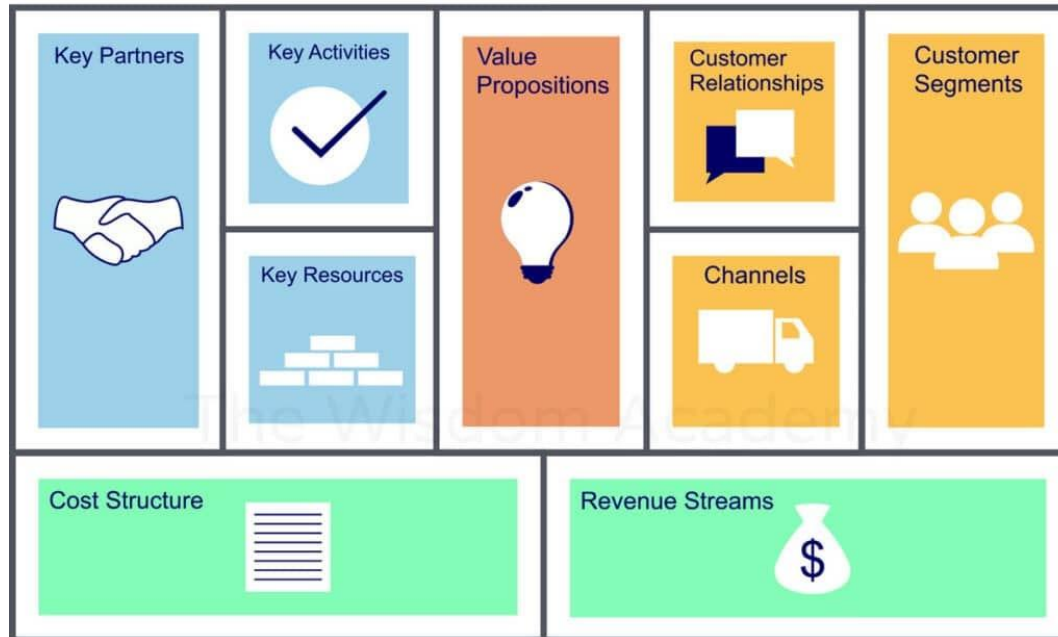 Key Partners
Key Activities
Value
Propositions
Customer
Relationships
Customer
Segments
Key Resources
Channels
The Wisdom Academy
Cost Structure
Revenue Streams
$